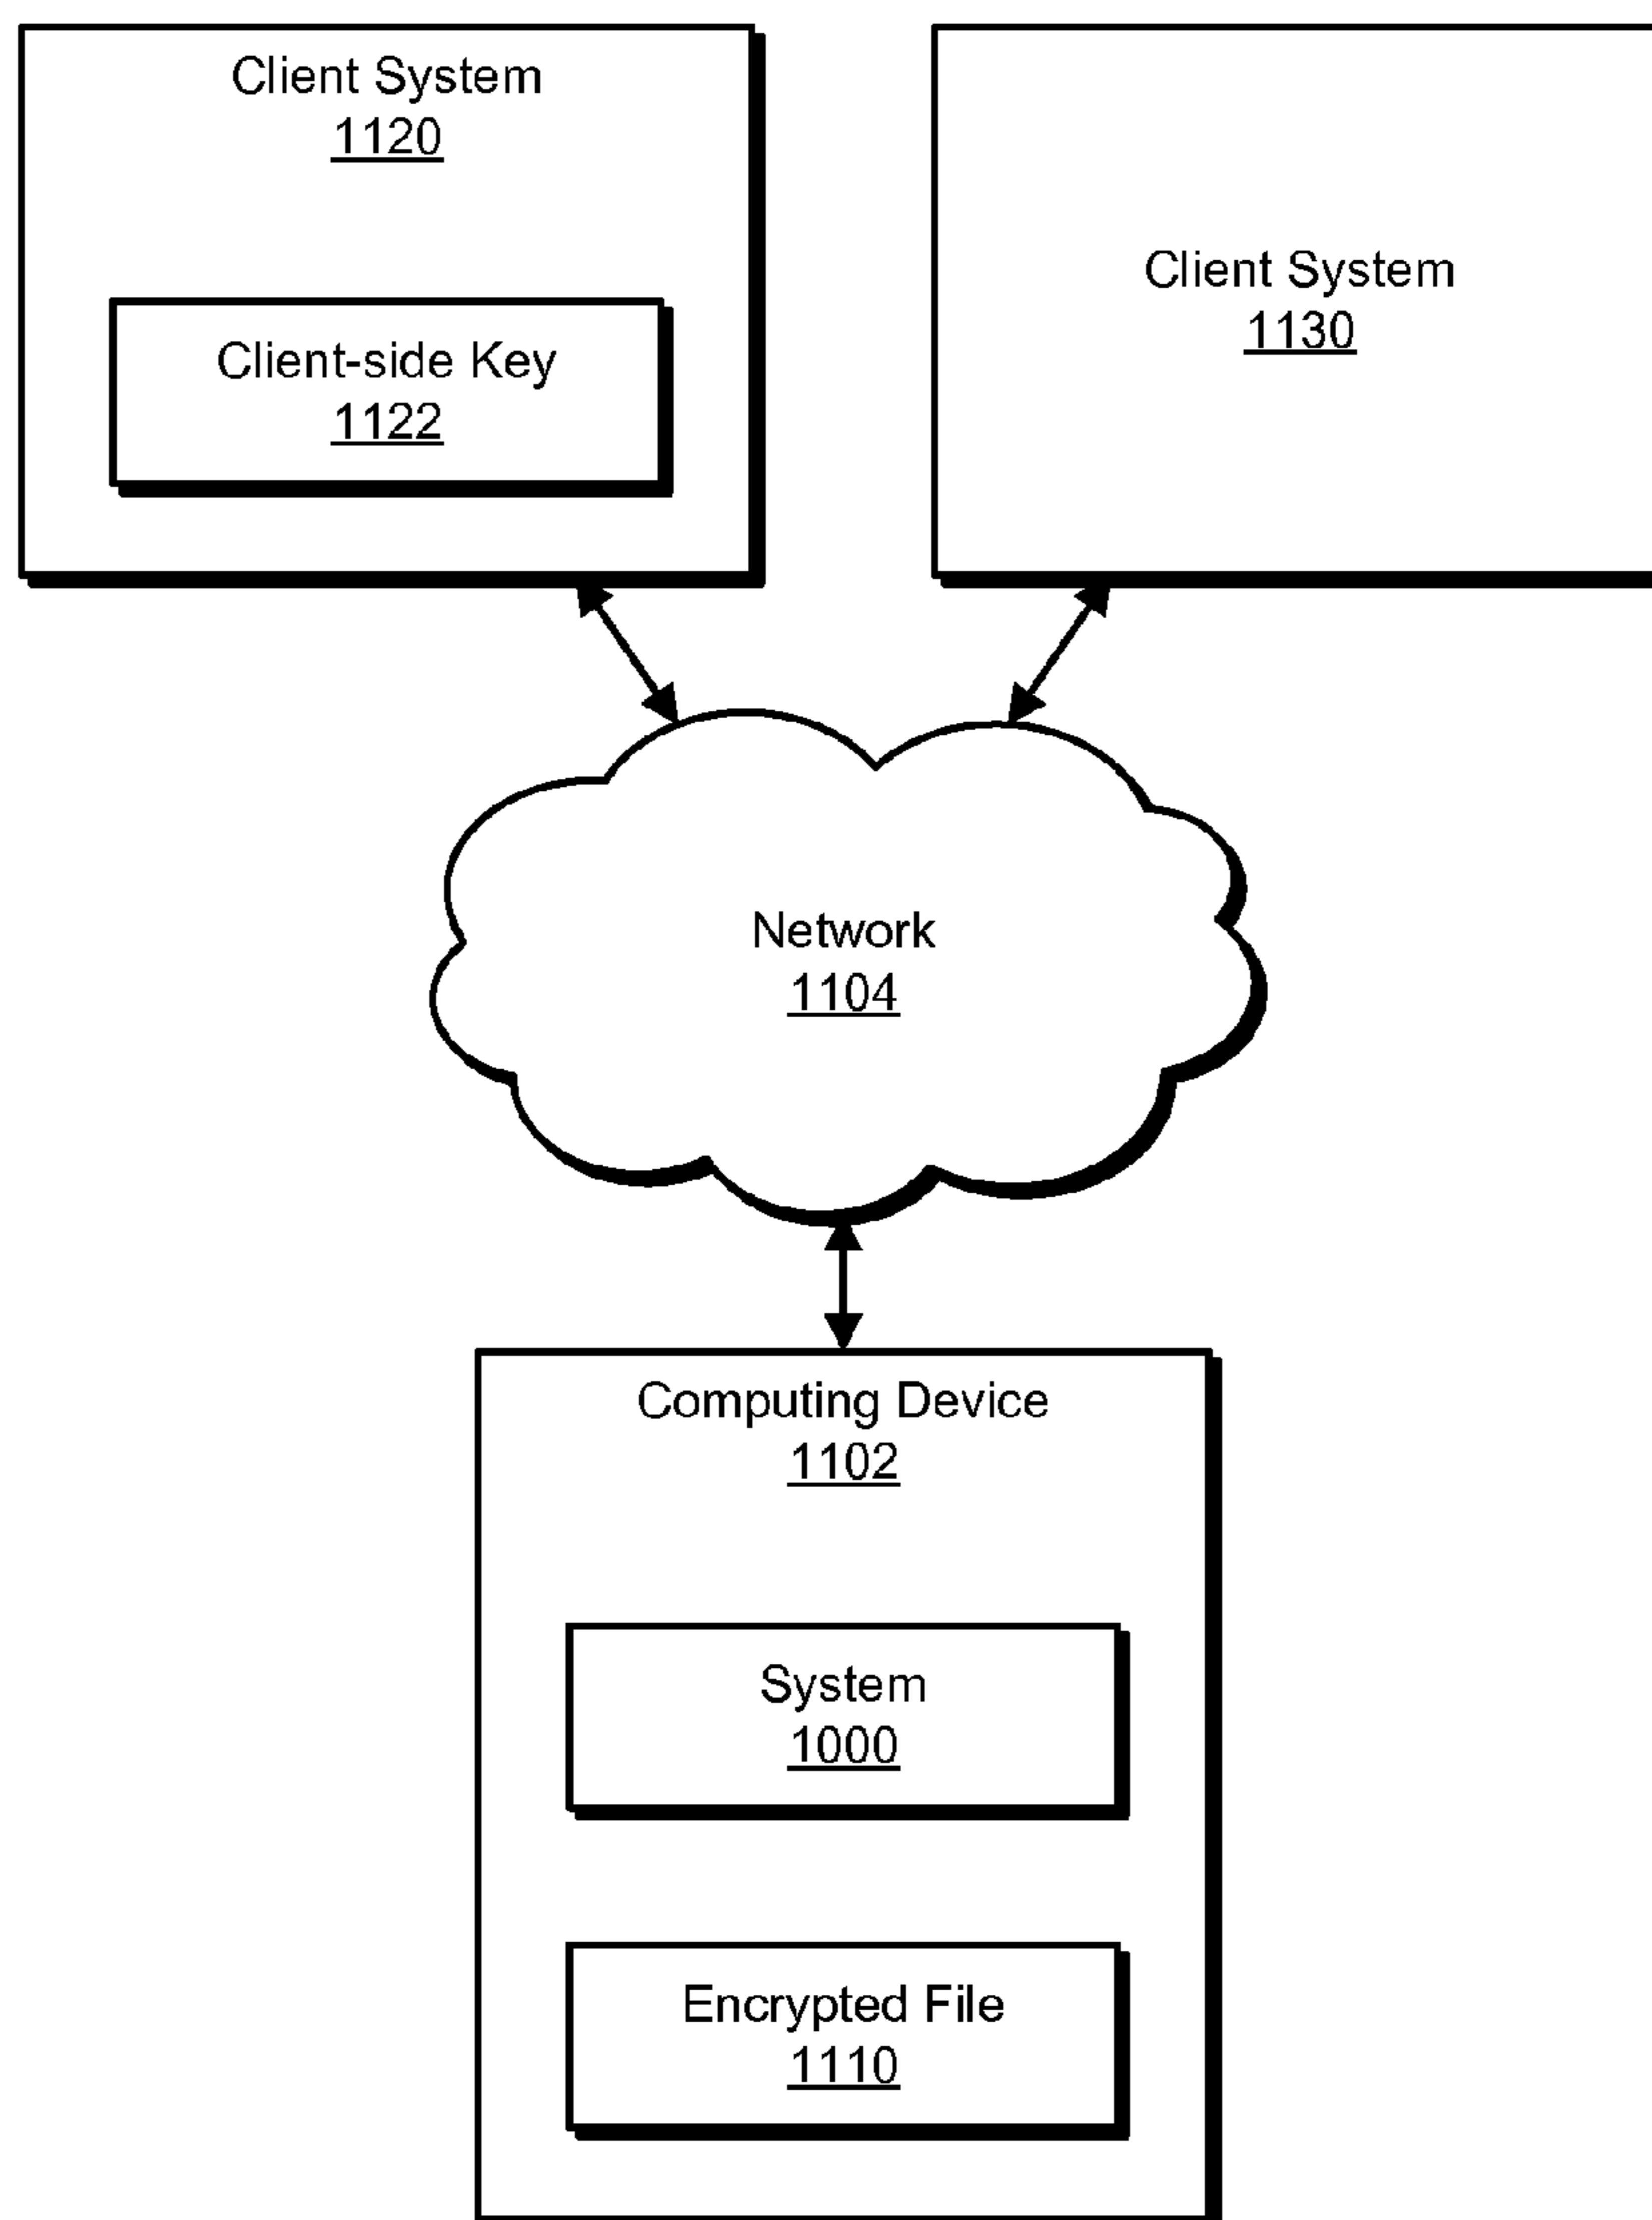 Client System
1120
Client-side Key
1122
Client System
1130
Network
1104
Computing Device
1102
System
1000
Encrypted File
1110